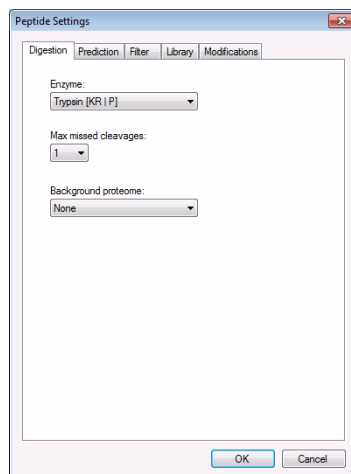 Peptide Settings
Digestion Prediction Filter Library Modifications
Enzyme:
Trypsin [KR | P]
Max missed cleavages:
1
Background proteome:
None
OK Cancel